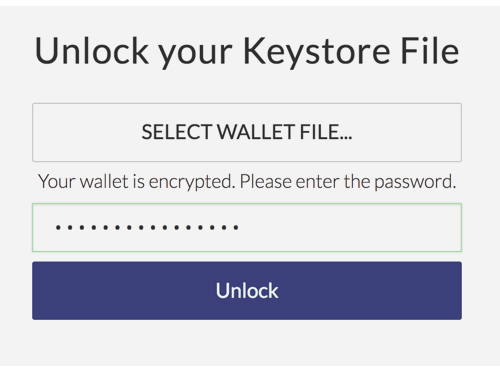 Unlock your Keystore File
SELECT WALLET FILE...
Your wallet is encrypted. Please enter the password.
••••••••••••••••
Unlock